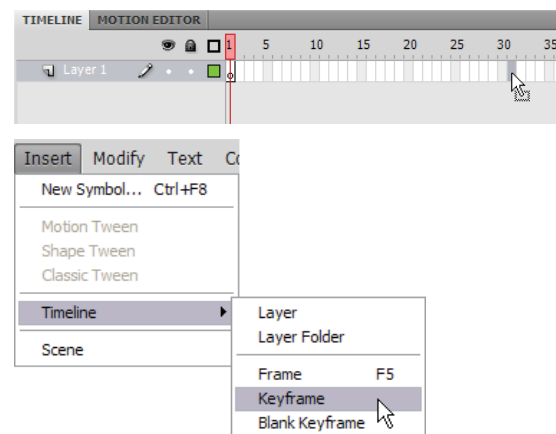 TIMELINE MOTION EDITOR
1 5 10 15 20 25 30 35
Layer 1
Insert Modify Text
New Symbol... Ctrl+F8
Motion Tween
Shape Tween
Classic Tween
Timeline
Layer
Layer Folder
Scene
Frame F5
Keyframe
Blank Keyframe